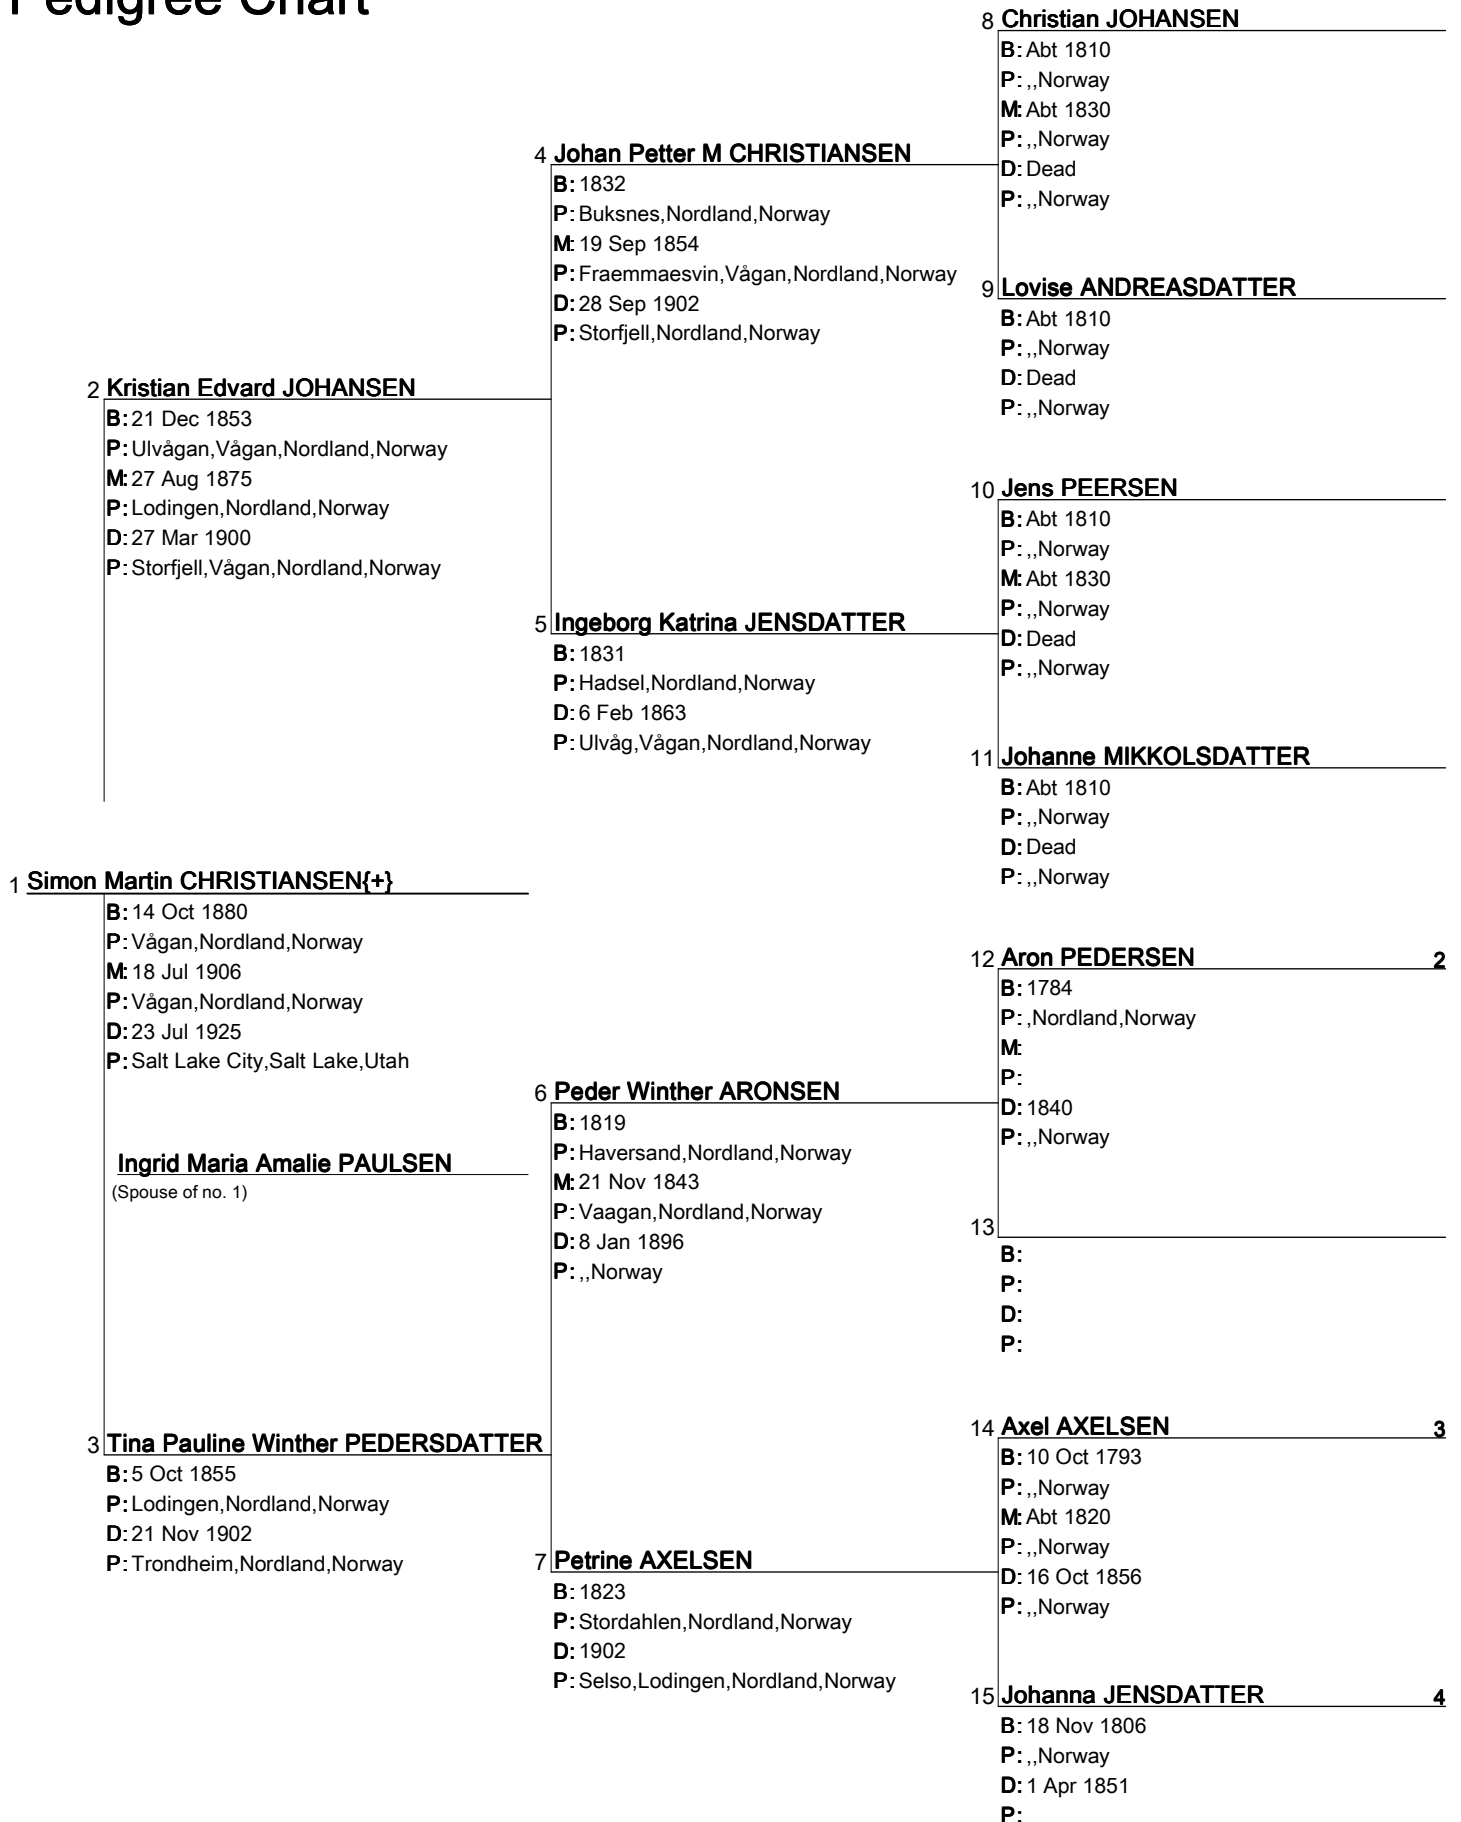 Pedigree Chart
8 Christian JOHANSEN
B: Abt 1810
P: ,,Norway
M: Abt 1830
P: ,,Norway
D: Dead
P: ,,Norway
4 Johan Petter M CHRISTIANSEN
B: 1832
P: Buksnes,Nordland,Norway
M: 19 Sep 1854
P: Fraemmaesvin,Vågan,Nordland,Norway
D: 28 Sep 1902
P: Storfjell,Nordland,Norway
9 Lovise ANDREASDATTER
B: Abt 1810
P: ,,Norway
D: Dead
P: ,,Norway
2 Kristian Edvard JOHANSEN
B: 21 Dec 1853
P: Ulvågan,Vågan,Nordland,Norway
M: 27 Aug 1875
P: Lodingen,Nordland,Norway
D: 27 Mar 1900
P: Storfjell,Vågan,Nordland,Norway
10 Jens PEERSEN
B: Abt 1810
P: ,,Norway
M: Abt 1830
P: ,,Norway
D: Dead
P: ,,Norway
5 Ingeborg Katrina JENSDATTER
B: 1831
P: Hadsel,Nordland,Norway
D: 6 Feb 1863
P: Ulvåg,Vågan,Nordland,Norway
11 Johanne MIKKOLSDATTER
B: Abt 1810
P: ,,Norway
D: Dead
P: ,,Norway
1 Simon Martin CHRISTIANSEN{+}
B: 14 Oct 1880
P: Vågan,Nordland,Norway
M: 18 Jul 1906
P: Vågan,Nordland,Norway
D: 23 Jul 1925
P: Salt Lake City,Salt Lake,Utah
Ingrid Maria Amalie PAULSEN
(Spouse of no. 1)
12 Aron PEDERSEN 2
B: 1784
P: ,Nordland,Norway
M:
P:
D: 1840
P: ,,Norway
6 Peder Winther ARONSEN
B: 1819
P: Haversand,Nordland,Norway
M: 21 Nov 1843
P: Vaagan,Nordland,Norway
D: 8 Jan 1896
P: ,,Norway
13
B:
P:
D:
P:
3 Tina Pauline Winther PEDERSDATTER
B: 5 Oct 1855
P: Lodingen,Nordland,Norway
D: 21 Nov 1902
P: Trondheim,Nordland,Norway
14 Axel AXELSEN 3
B: 10 Oct 1793
P: ,,Norway
M: Abt 1820
P: ,,Norway
D: 16 Oct 1856
P: ,,Norway
7 Petrine AXELSEN
B: 1823
P: Stordahlen,Nordland,Norway
D: 1902
P: Selso,Lodingen,Nordland,Norway
15 Johanna JENSDATTER 4
B: 18 Nov 1806
P: ,,Norway
D: 1 Apr 1851
P: